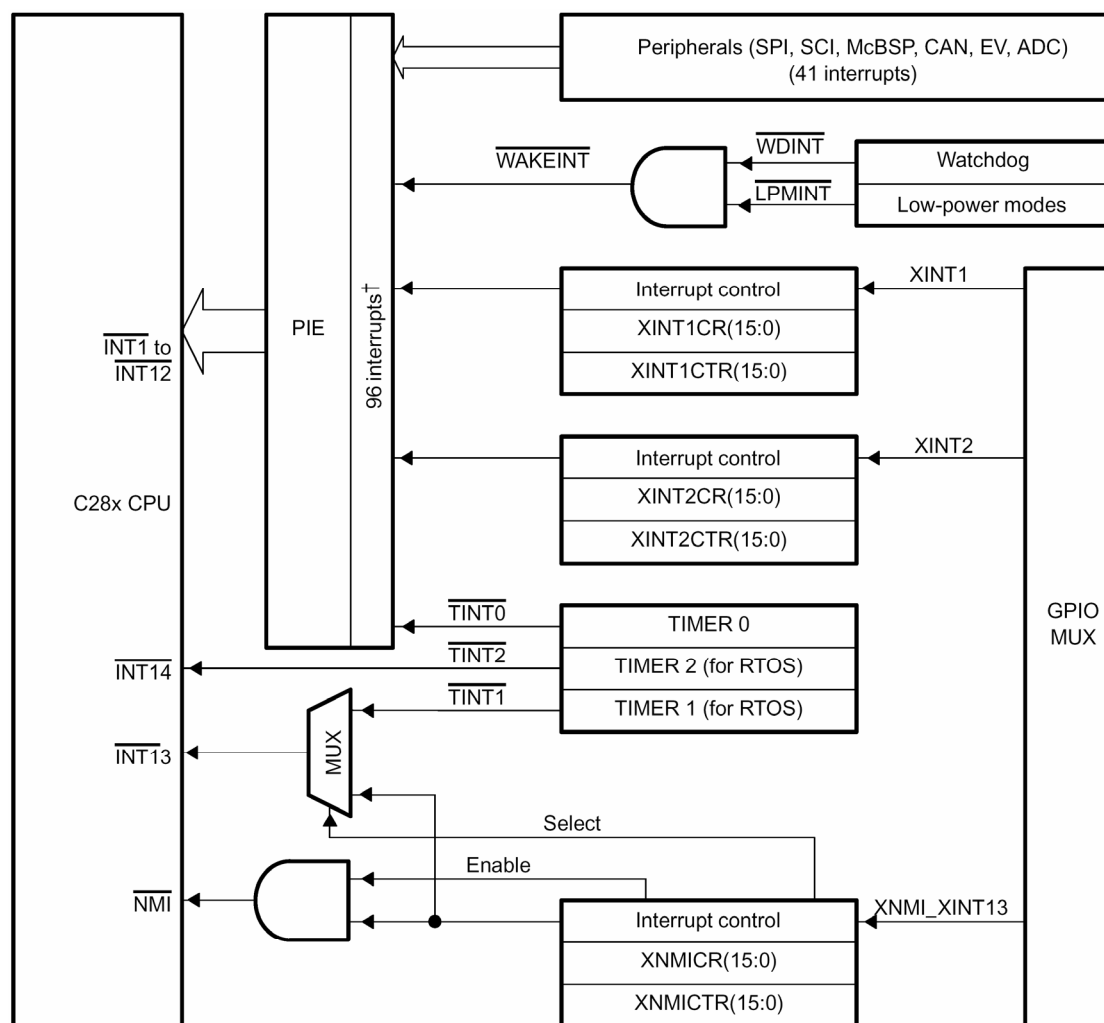 Peripherals (SPI, SCI, McBSP, CAN, EV, ADC)
(41 interrupts)
WDINT
WAKEINT
Watchdog
LPMINT
Low-power modes
XINT1
Interrupt control
XINT1CR(15:0)
XINT1CTR(15:0)
PIE
96 interrupts†
INT1 to
INT12
XINT2
Interrupt control
XINT2CR(15:0)
XINT2CTR(15:0)
C28x CPU
TINT0
TIMER 0
GPIO
MUX
TINT2
INT14
TIMER 2 (for RTOS)
TINT1
TIMER 1 (for RTOS)
INT13
MUX
Select
Enable
NMI
XNMI_XINT13
Interrupt control
XNMICR(15:0)
XNMICTR(15:0)